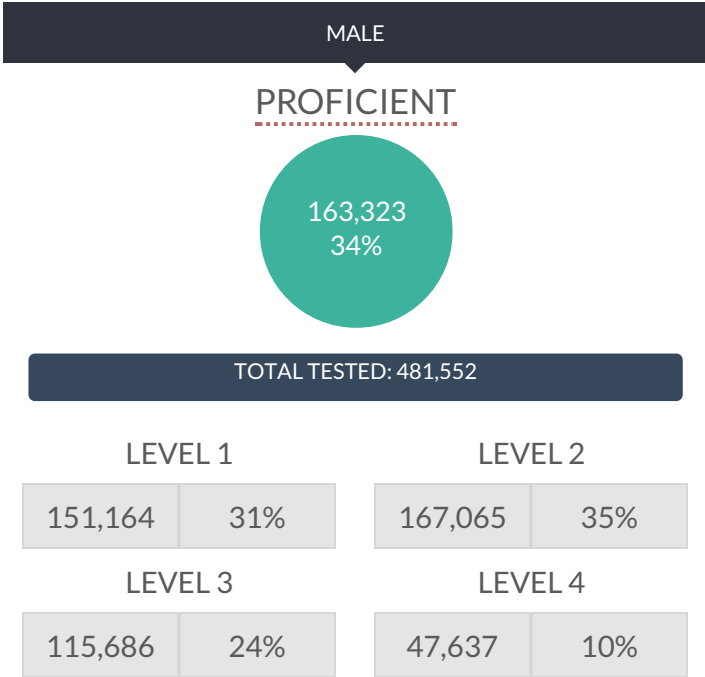 MALE
PROFICIENT
163,323
34%
TOTAL TESTED: 481,552
LEVEL 1
151,164 31%
LEVEL 2
167,065 35%
LEVEL 3
115,686 24%
LEVEL 4
47,637 10%